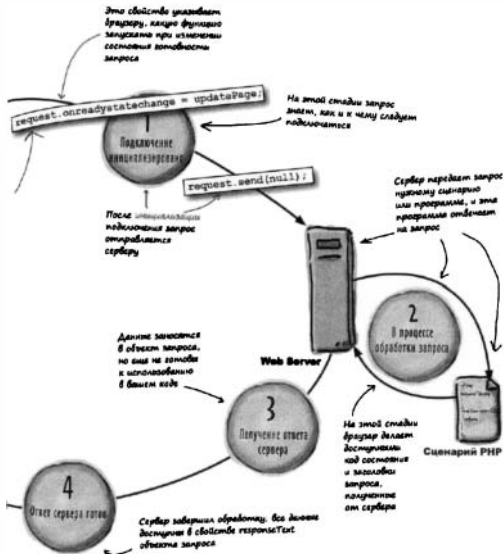 Это свойство указывает
браузеру, какую функцию
запускать при изменении
состояния готовности
запроса
request.onreadystatechange = updatePage;
1
Подключение
инициализировано
На этой стадии запрос
знает, как и к чему следует
подключаться
request.send(null);
После инициализации
подключения запрос
отправляется
серверу
Сервер передает запрос
нужному сценарию
или программе, и эта
программа отвечает
на запрос
Web Server
2
В процессе
обработки запроса
Сценарий PHP
Данные заносятся
в объект запроса,
но еще не готовы
к использованию
в вашем коде
3
Получение ответа
сервера
На этой стадии
браузер делает
доступными
код состояния
и заголовки
запроса,
полученные
от сервера
4
Ответ сервера готов
Сервер завершил обработку, все данные
доступны в свойстве responseText
объекта запроса